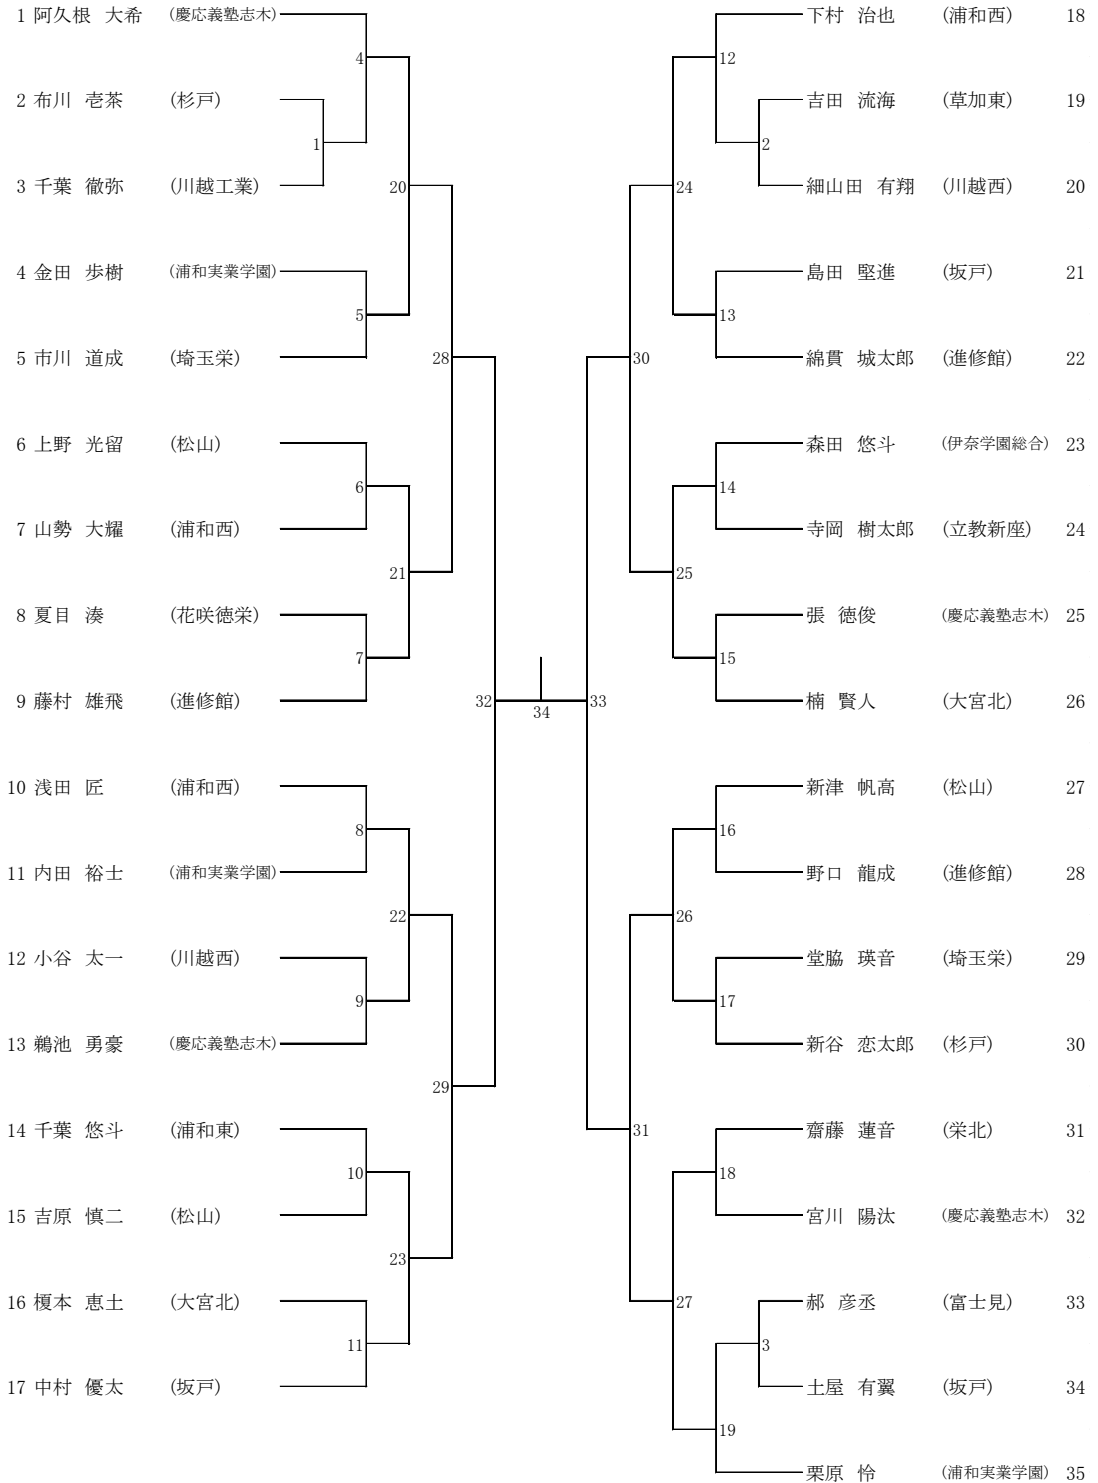 1 阿久根 大希 (慶応義塾志木)
2 布川 壱茶 (杉戸)
3 千葉 徹弥 (川越工業)
4 金田 歩樹 (浦和実業学園)
5 市川 道成 (埼玉栄)
6 上野 光留 (松山)
7 山勢 大耀 (浦和西)
8 夏目 湊 (花咲徳栄)
9 藤村 雄飛 (進修館)
10 浅田 匠 (浦和西)
11 内田 裕士 (浦和実業学園)
12 小谷 太一 (川越西)
13 鵜池 勇豪 (慶応義塾志木)
14 千葉 悠斗 (浦和東)
15 吉原 慎二 (松山)
16 榎本 恵土 (大宮北)
17 中村 優太 (坂戸)
4
1
20
5
28
6
21
7
32
8
22
9
29
10
23
11
34
33
12
2
24
13
30
14
25
15
16
26
17
31
18
27
3
19
下村 治也 (浦和西) 18
吉田 流海 (草加東) 19
細山田 有翔 (川越西) 20
島田 堅進 (坂戸) 21
綿貫 城太郎 (進修館) 22
森田 悠斗 (伊奈学園総合) 23
寺岡 樹太郎 (立教新座) 24
張 徳俊 (慶応義塾志木) 25
楠 賢人 (大宮北) 26
新津 帆高 (松山) 27
野口 龍成 (進修館) 28
堂脇 瑛音 (埼玉栄) 29
新谷 恋太郎 (杉戸) 30
齋藤 蓮音 (栄北) 31
宮川 陽汰 (慶応義塾志木) 32
郝 彦丞 (富士見) 33
土屋 有翼 (坂戸) 34
栗原 怜 (浦和実業学園) 35